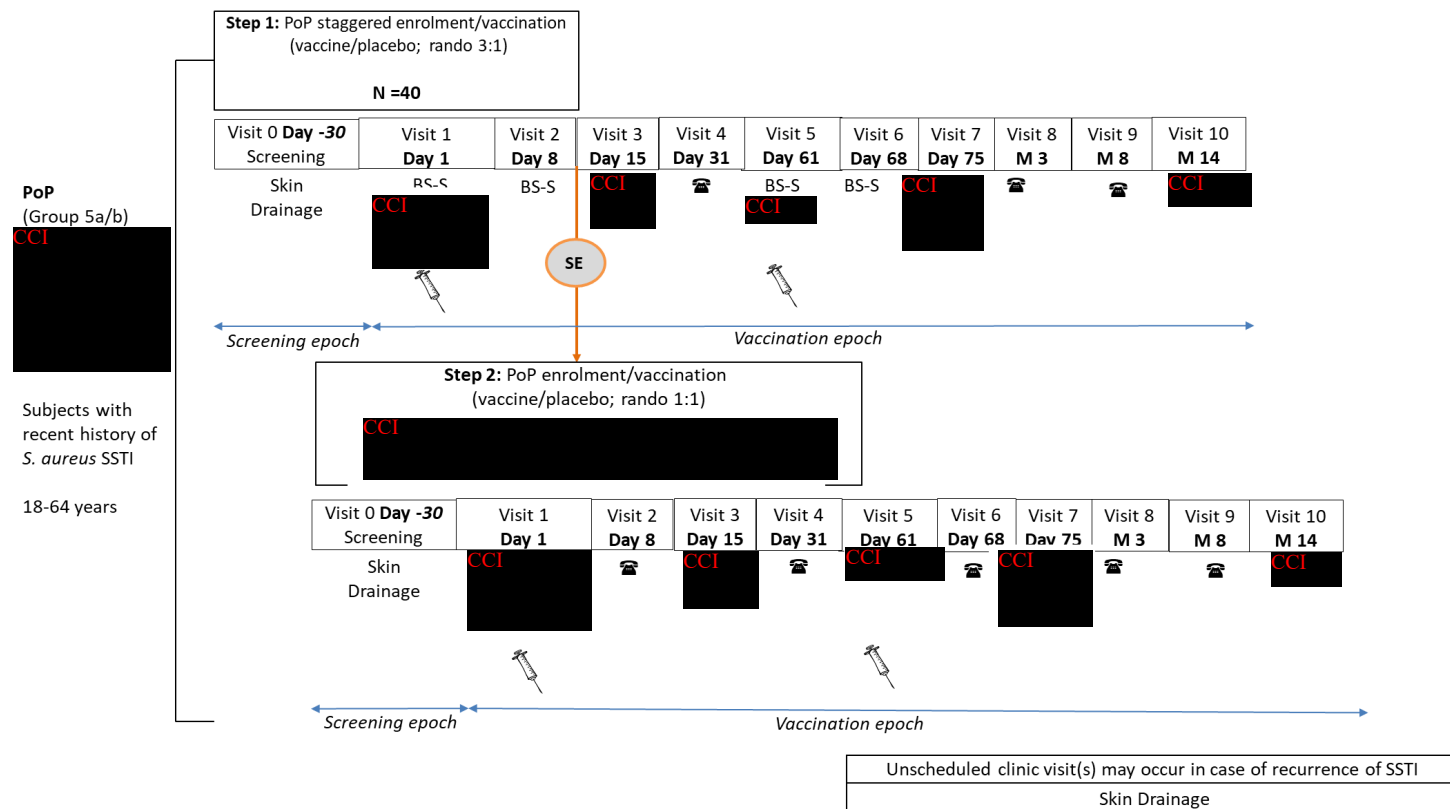 Step 1: PoP staggered enrolment/vaccination
(vaccine/placebo; rando 3:1)
N =40
Visit 0 Day -30
Screening
Visit 1
Day 1
Visit 2
Day 8
Visit 3
Day 15
Visit 4
Day 31
Visit 5
Day 61
Visit 6
Day 68
Visit 7
Day 75
Visit 8
M 3
Visit 9
M 8
Visit 10
M 14
Skin
Drainage
BS-S
CCI
BS-S
CCI
☎
BS-S
CCI
BS-S
CCI
☎
☎
CCI
PoP
(Group 5a/b)
CCI
Subjects with
recent history of
S. aureus SSTI
18-64 years
SE
Screening epoch
Vaccination epoch
Step 2: PoP enrolment/vaccination
(vaccine/placebo; rando 1:1)
CCI
Visit 0 Day -30
Screening
Visit 1
Day 1
Visit 2
Day 8
Visit 3
Day 15
Visit 4
Day 31
Visit 5
Day 61
Visit 6
Day 68
Visit 7
Day 75
Visit 8
M 3
Visit 9
M 8
Visit 10
M 14
Skin
Drainage
CCI
☎
CCI
☎
CCI
☎
CCI
☎
☎
CCI
Screening epoch
Vaccination epoch
Unscheduled clinic visit(s) may occur in case of recurrence of SSTI
Skin Drainage